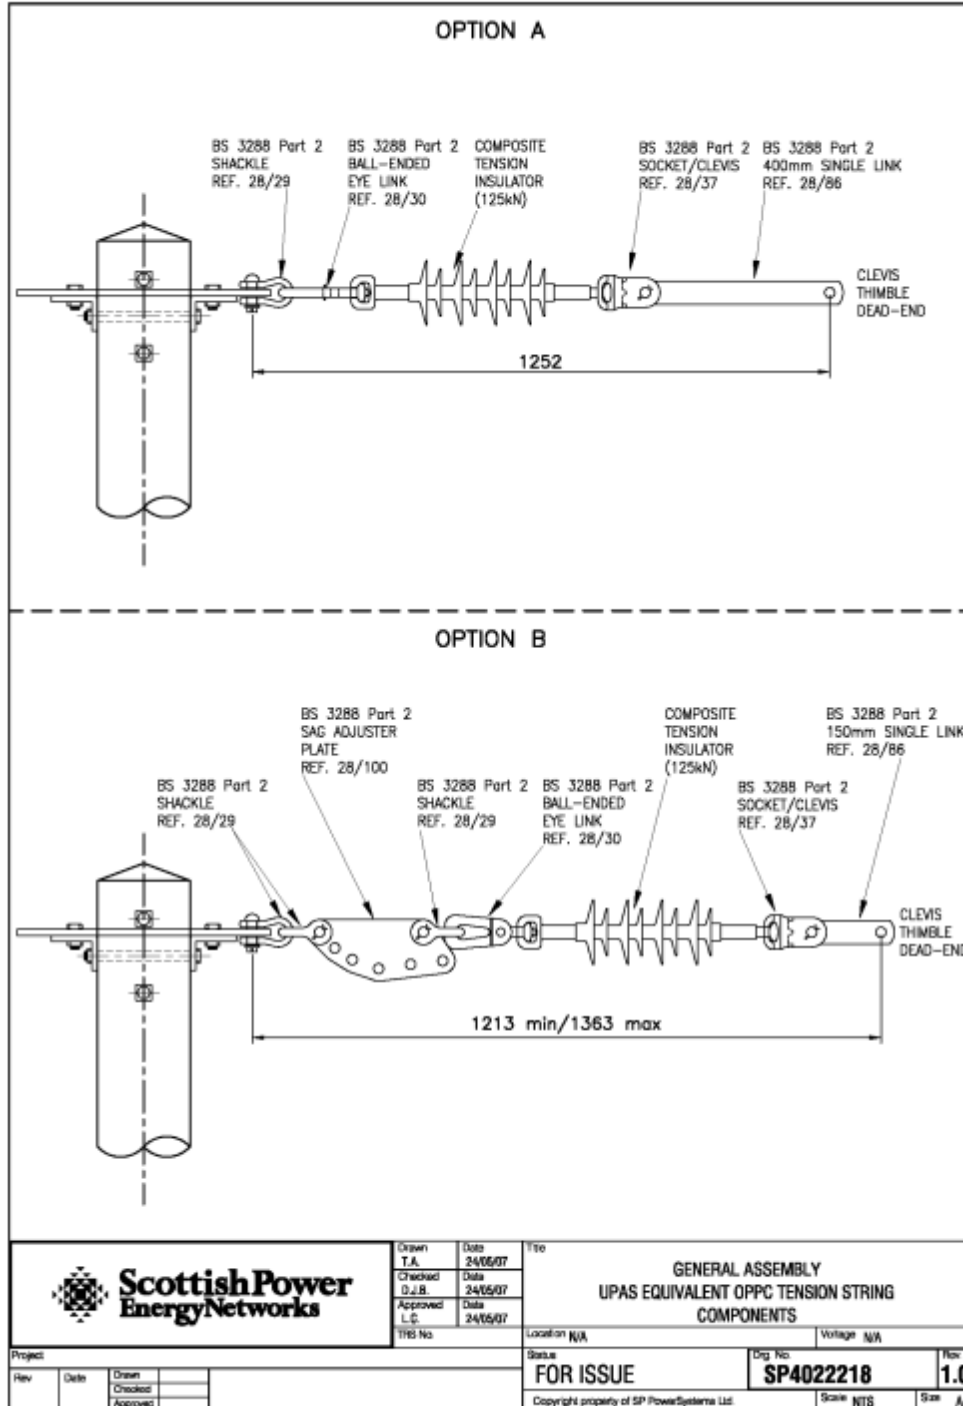 OPTION A
BS 3288 Part 2
SHACKLE
REF. 28/29
BS 3288 Part 2
BALL-ENDED
EYE LINK
REF. 28/30
COMPOSITE
TENSION
INSULATOR
(125kN)
BS 3288 Part 2
SOCKET/CLEVIS
REF. 28/37
BS 3288 Part 2
400mm SINGLE LINK
REF. 28/86
CLEVIS
THIMBLE
DEAD-END
1252
OPTION B
BS 3288 Part 2
SAG ADJUSTER
PLATE
REF. 28/100
COMPOSITE
TENSION
INSULATOR
(125kN)
BS 3288 Part 2
150mm SINGLE LINK
REF. 28/86
BS 3288 Part 2
SHACKLE
REF. 28/29
BS 3288 Part 2
SHACKLE
REF. 28/29
BS 3288 Part 2
BALL-ENDED
EYE LINK
REF. 28/30
BS 3288 Part 2
SOCKET/CLEVIS
REF. 28/37
CLEVIS
THIMBLE
DEAD-END
1213 min/1363 max
ScottishPower
EnergyNetworks
Drawn Date
T.A. 24/05/07
Checked Date
D.J.B. 24/05/07
Approved Date
L.C. 24/05/07
TRS No.
Title
GENERAL ASSEMBLY
UPAS EQUIVALENT OPPC TENSION STRING
COMPONENTS
Location N/A
Voltage N/A
Project
Status
FOR ISSUE
Drg. No.
SP4022218
Rev
1.0
Rev Date Drawn
Checked
Approved
Copyright property of SP PowerSystems Ltd.
Scale NTS
Size